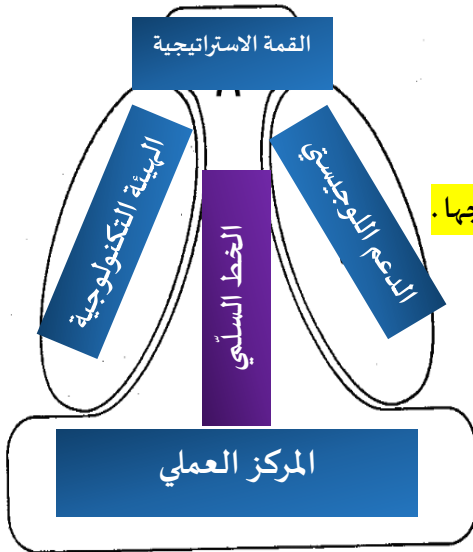 القمة الاستراتيجية
الدعم اللوجيستي
الهيئة التكنولوجية
الخط السلّمي
المركز العملي